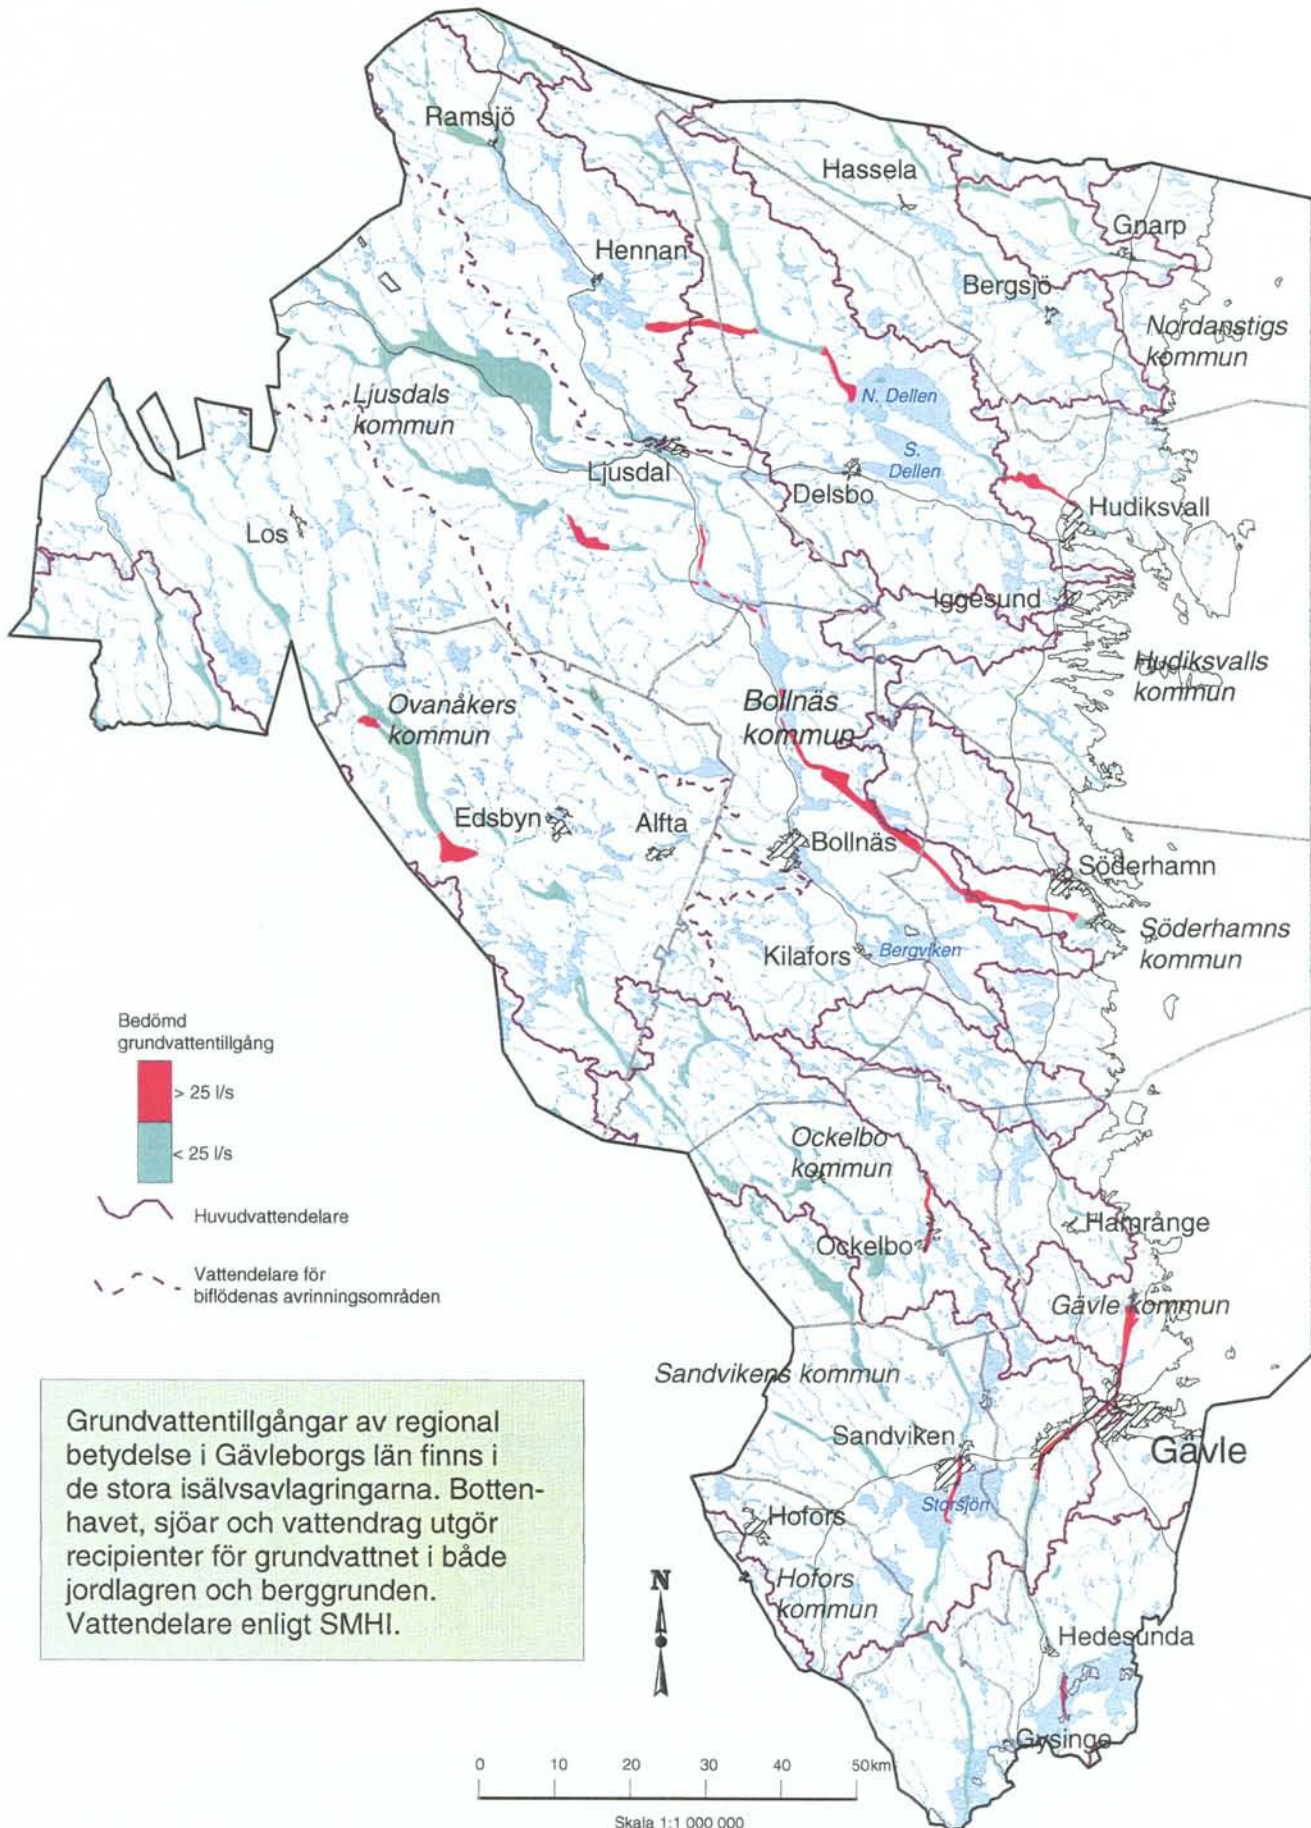 Ramsjö
Hassela
Gnarp
Hennan
Bergsjö
Nordanstigs
kommun
N. Dellen
Ljusdals
kommun
S.
Dellen
Ljusdal
Delsbo
Hudiksvall
Los
Iggesund
Hudiksvalls
kommun
Ovanåkers
kommun
Bollnäs
kommun
Edsbyn
Alfta
Bollnäs
Söderhamn
Söderhamns
kommun
Kilafors
Bergviken
Bedömd
grundvattentillgång
> 25 l/s
< 25 l/s
Huvudvattendelare
Vattendelare för
biflödenas avrinningsområden
Ockelbo
kommun
Hamrånge
Ockelbo
Gävle kommun
Sandvikens kommun
Sandviken
Gävle
Storsjön
Hofors
Hofors
kommun
Hedesunda
Gysinge
Grundvattentillgångar av regional
betydelse i Gävleborgs län finns i
de stora isälvsavlagringarna. Botten-
havet, sjöar och vattendrag utgör
recipienter för grundvattnet i både
jordlagren och berggrunden.
Vattendelare enligt SMHI.
N
0 10 20 30 40 50km
Skala 1:1 000 000